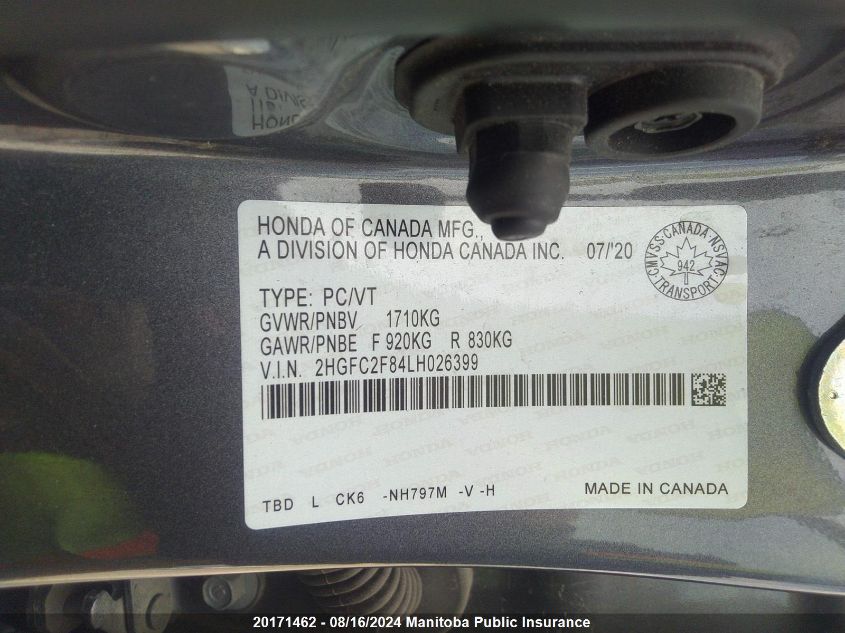 HONDA OF CANADA MFG.,
A DIVISION OF HONDA CANADA INC. 07/'20
CMVSS · CANADA · NSVAC
942
TRANSPORT
TYPE: PC/VT
GVWR/PNBV 1710KG
GAWR/PNBE F 920KG R 830KG
V.I.N. 2HGFC2F84LH026399
TBD L CK6 -NH797M -V -H
MADE IN CANADA
20171462 - 08/16/2024 Manitoba Public Insurance